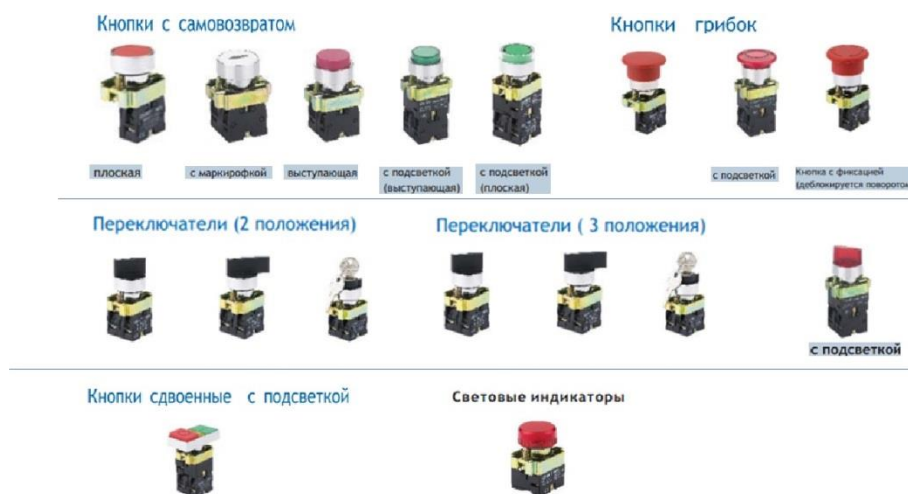 Кнопки с самовозвратом
Кнопки грибок
плоская
с маркирофкой
выступающая
с подсветкой
(выступающая)
с подсветкой
(плоская)
с подсветкой
Кнопка с фиксацией
(деблокируется поворотом
Переключатели (2 положения)
Переключатели ( 3 положения)
с подсветкой
Кнопки сдвоенные с подсветкой
Световые индикаторы